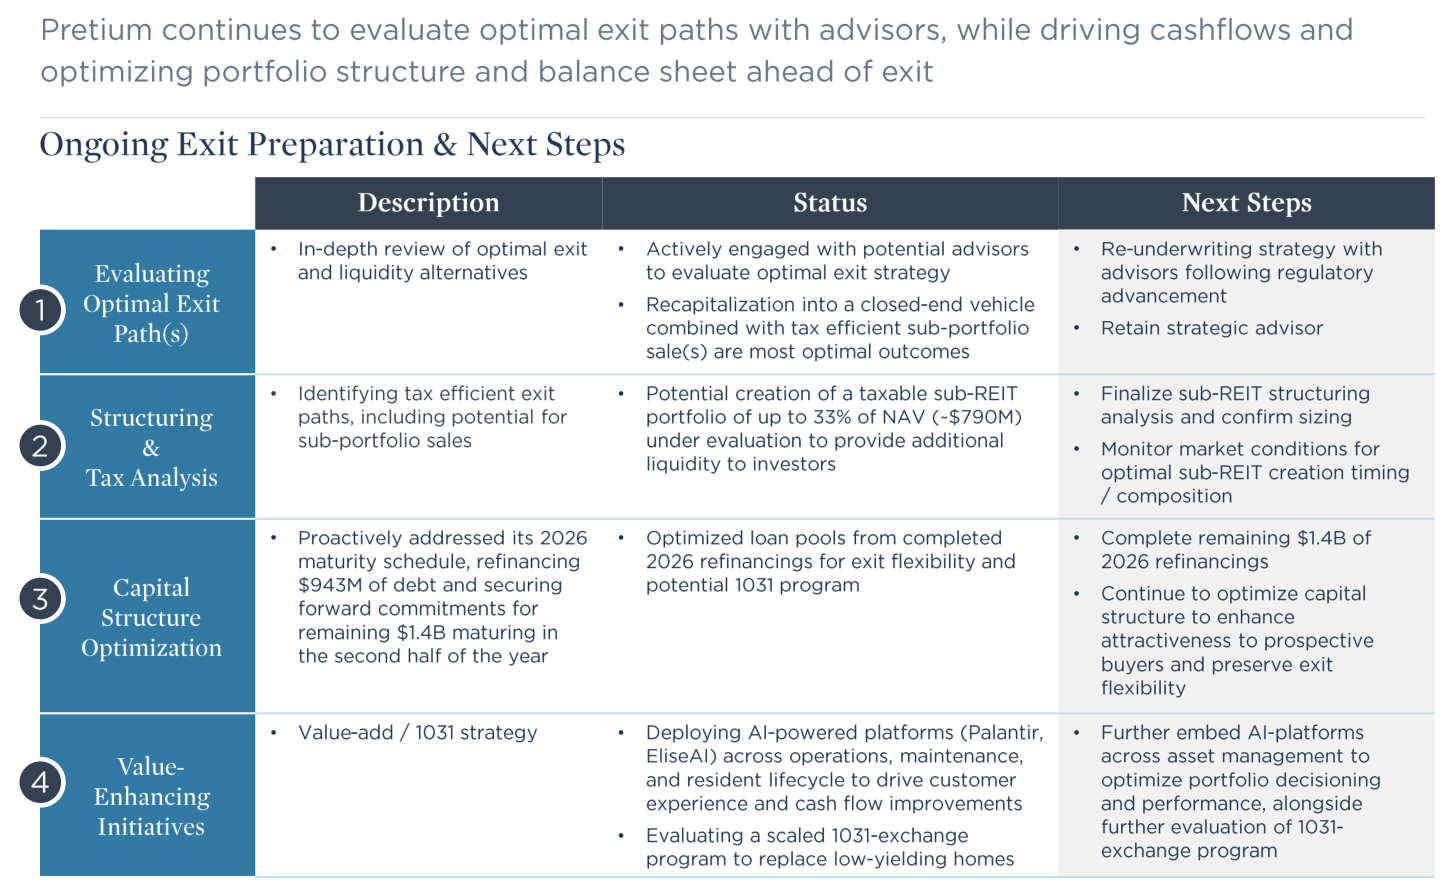 Pretium continues to evaluate optimal exit paths with advisors, while driving cashflows and
optimizing portfolio structure and balance sheet ahead of exit
Ongoing Exit Preparation & Next Steps
Description
Status
Next Steps
1
Evaluating
Optimal Exit
Path(s)
• In-depth review of optimal exit
and liquidity alternatives
• Actively engaged with potential advisors
to evaluate optimal exit strategy
• Recapitalization into a closed-end vehicle
combined with tax efficient sub-portfolio
sale(s) are most optimal outcomes
• Re-underwriting strategy with
advisors following regulatory
advancement
• Retain strategic advisor
2
Structuring
&
Tax Analysis
• Identifying tax efficient exit
paths, including potential for
sub-portfolio sales
• Potential creation of a taxable sub-REIT
portfolio of up to 33% of NAV (~$790M)
under evaluation to provide additional
liquidity to investors
• Finalize sub-REIT structuring
analysis and confirm sizing
• Monitor market conditions for
optimal sub-REIT creation timing
/ composition
3
Capital
Structure
Optimization
• Proactively addressed its 2026
maturity schedule, refinancing
$943M of debt and securing
forward commitments for
remaining $1.4B maturing in
the second half of the year
• Optimized loan pools from completed
2026 refinancings for exit flexibility and
potential 1031 program
• Complete remaining $1.4B of
2026 refinancings
• Continue to optimize capital
structure to enhance
attractiveness to prospective
buyers and preserve exit
flexibility
4
Value-
Enhancing
Initiatives
• Value-add / 1031 strategy
• Deploying AI-powered platforms (Palantir,
EliseAI) across operations, maintenance,
and resident lifecycle to drive customer
experience and cash flow improvements
• Evaluating a scaled 1031-exchange
program to replace low-yielding homes
• Further embed AI-platforms
across asset management to
optimize portfolio decisioning
and performance, alongside
further evaluation of 1031-
exchange program